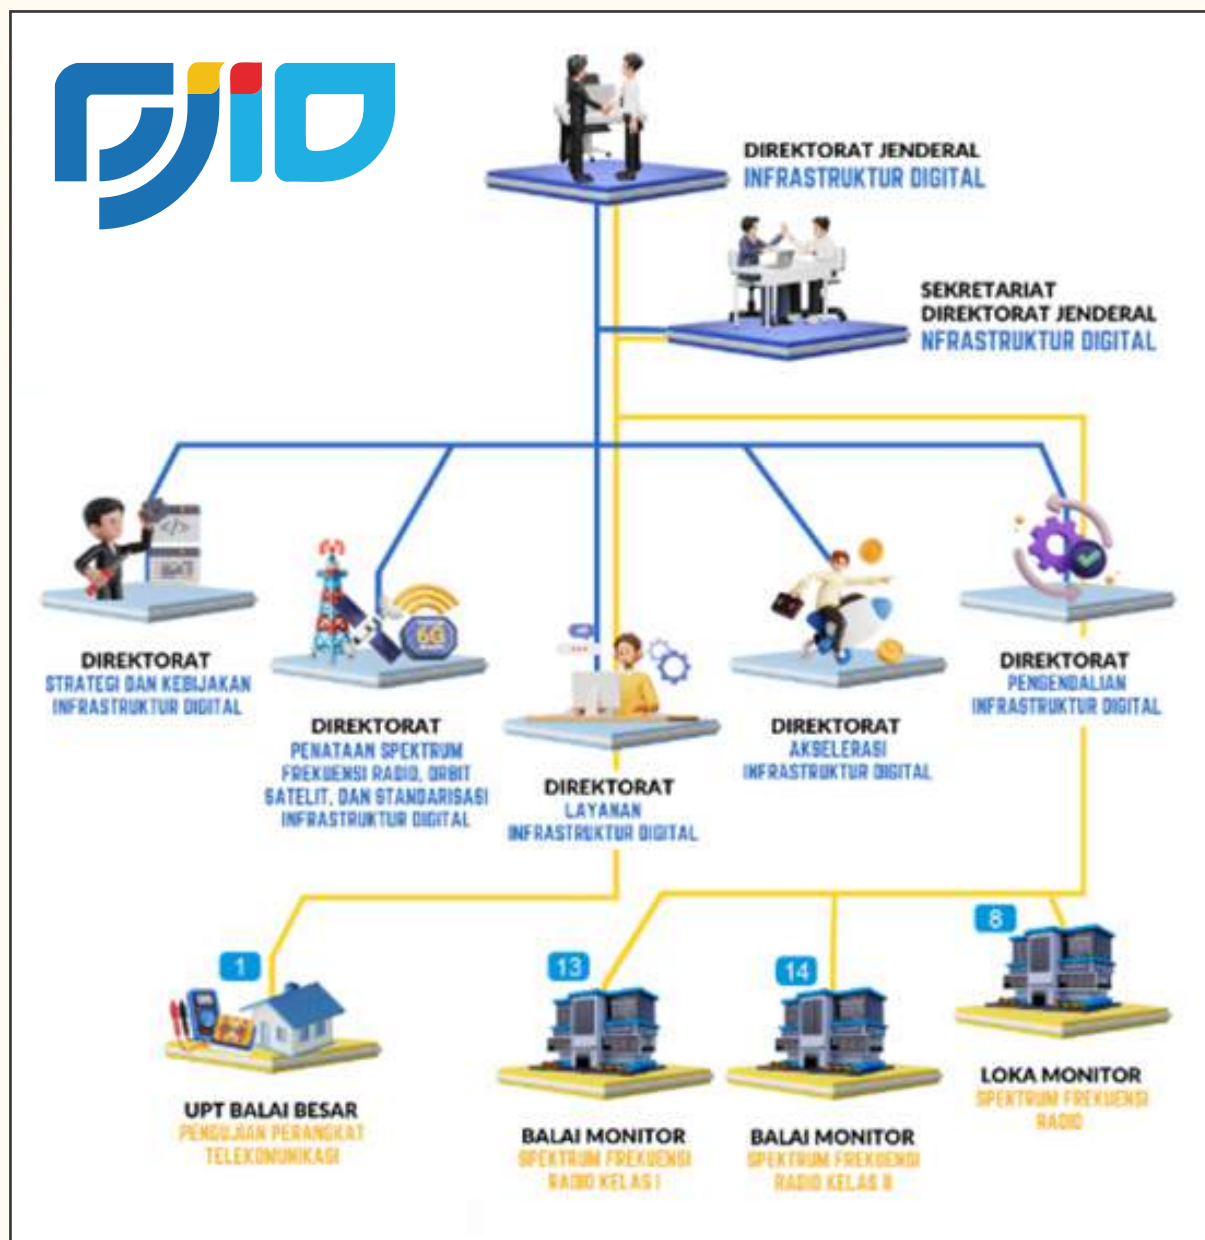 DJID
DIREKTORAT JENDERAL
INFRASTRUKTUR DIGITAL
SEKRETARIAT
DIREKTORAT JENDERAL
NFRASTRUKTUR DIGITAL
DIREKTORAT
STRATEGI DAN KEBIJAKAN
INFRASTRUKTUR DIGITAL
6G
DIREKTORAT
PENATAAN SPEKTRUM
FREKUENSI RADIO, ORBIT
SATELIT, DAN STANDARISASI
INFRASTRUKTUR DIGITAL
DIREKTORAT
LAYANAN
INFRASTRUKTUR DIGITAL
DIREKTORAT
AKSELERASI
INFRASTRUKTUR DIGITAL
DIREKTORAT
PENGENDALIAN
INFRASTRUKTUR DIGITAL
1
UPT BALAI BESAR
PENGUJIAN PERANGKAT
TELEKOMUNIKASI
13
BALAI MONITOR
SPEKTRUM FREKUENSI
RADIO KELAS I
14
BALAI MONITOR
SPEKTRUM FREKUENSI
RADIO KELAS II
8
LOKA MONITOR
SPEKTRUM FREKUENSI
RADIO